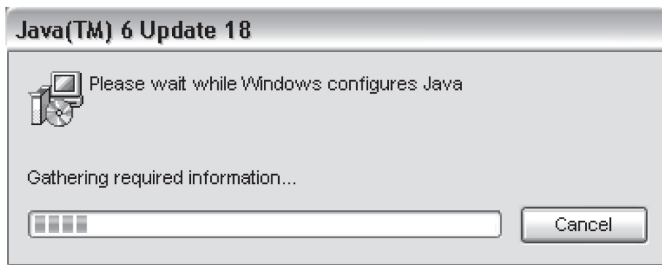 Java(TM) 6 Update 18
Please wait while Windows configures Java
Gathering required information...
Cancel